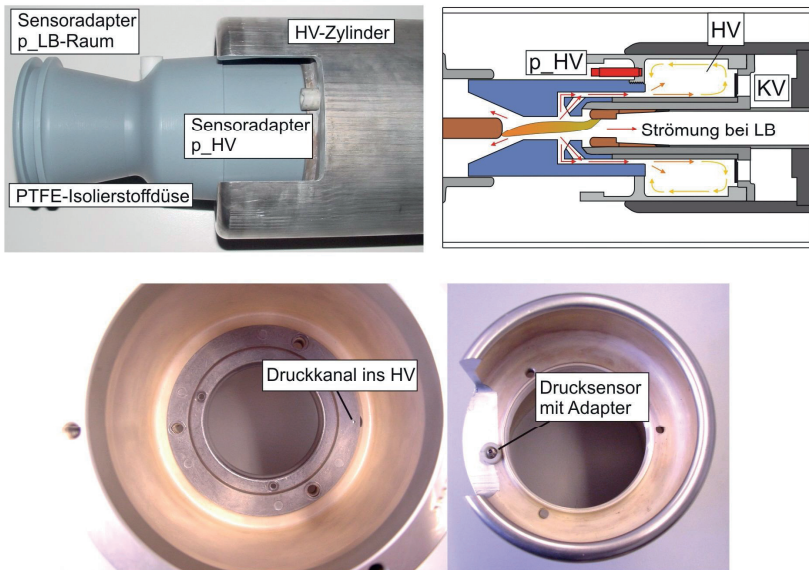 Sensoradapter
p_LB-Raum
HV-Zylinder
Sensoradapter
p_HV
PTFE-Isolierstoffdüse
HV
p_HV
KV
Strömung bei LB
Druckkanal ins HV
Drucksensor
mit Adapter